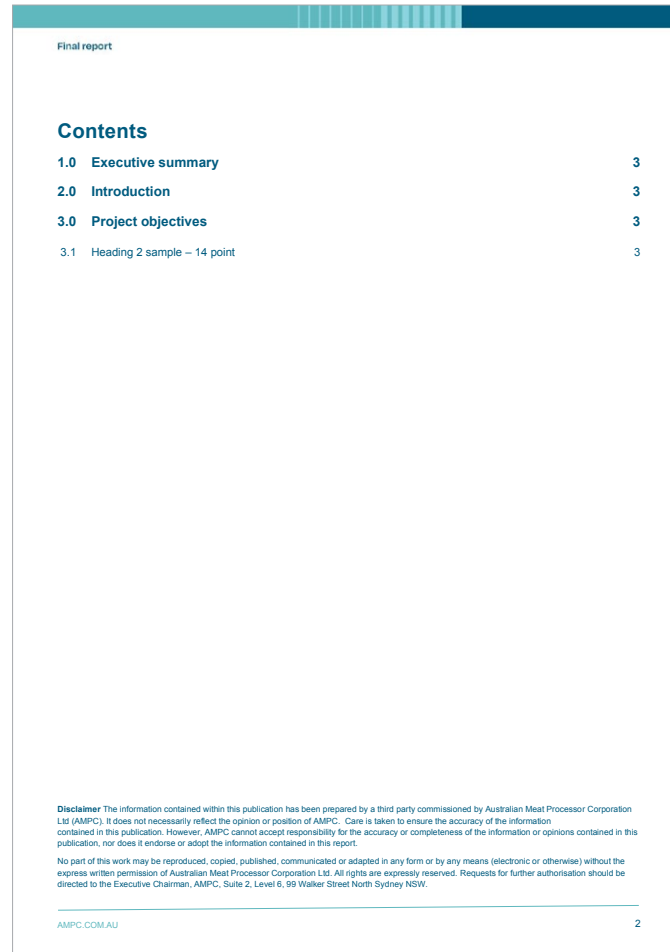 Final report
Contents
1.0 Executive summary 3
2.0 Introduction 3
3.0 Project objectives 3
3.1 Heading 2 sample – 14 point 3
Disclaimer The information contained within this publication has been prepared by a third party commissioned by Australian Meat Processor Corporation
Ltd (AMPC). It does not necessarily reflect the opinion or position of AMPC. Care is taken to ensure the accuracy of the information
contained in this publication. However, AMPC cannot accept responsibility for the accuracy or completeness of the information or opinions contained in this
publication, nor does it endorse or adopt the information contained in this report.
No part of this work may be reproduced, copied, published, communicated or adapted in any form or by any means (electronic or otherwise) without the
express written permission of Australian Meat Processor Corporation Ltd. All rights are expressly reserved. Requests for further authorisation should be
directed to the Executive Chairman, AMPC, Suite 2, Level 6, 99 Walker Street North Sydney NSW.
AMPC.COM.AU 2